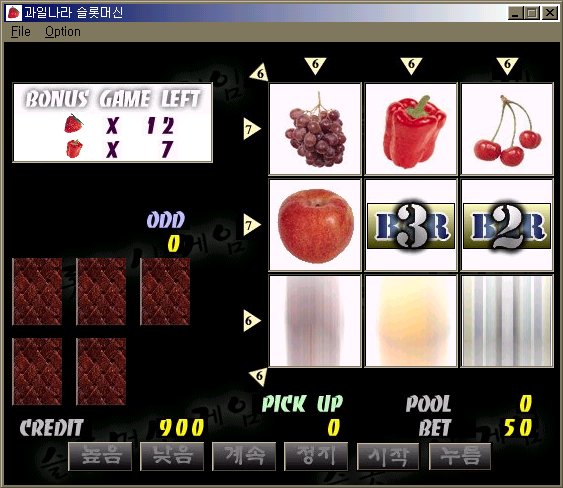 과일나라 슬롯머신
File Option
BONUS GAME LEFT
X 12
X 7
6 6 6 6
7
ODD
0
7
B3R B2R
6
6
PICK UP POOL 0
CREDIT 900 0 BET 50
높음 낮음 계속 정지 시작 누름